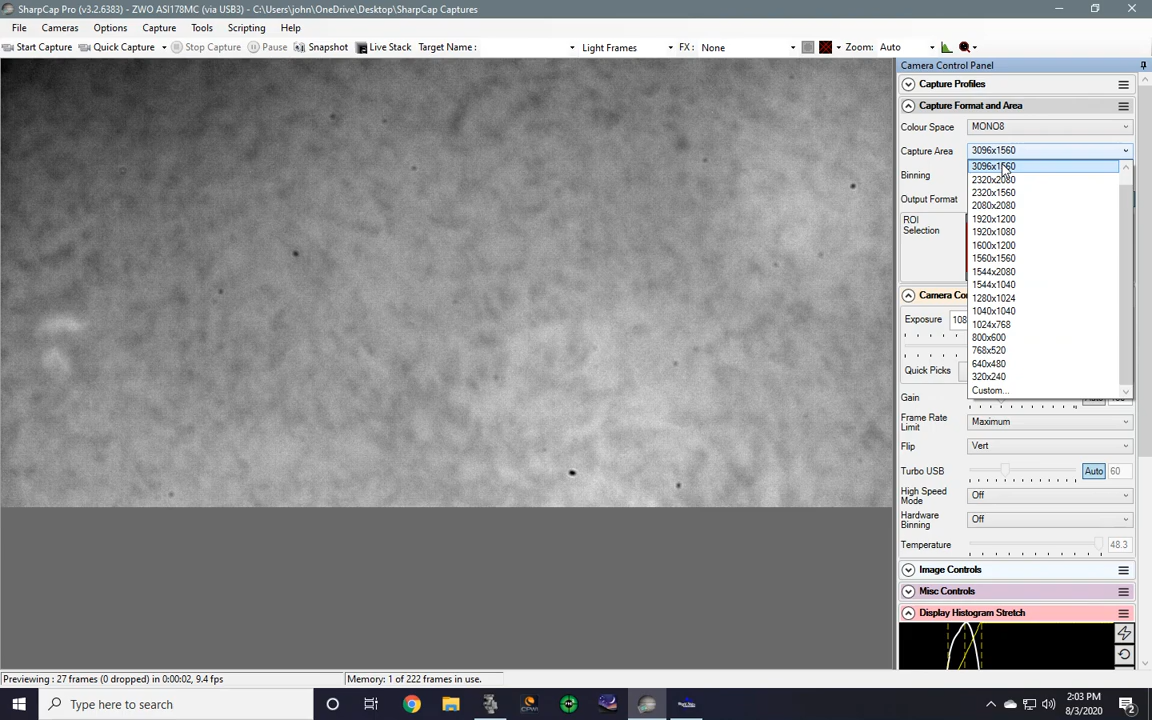 SharpCap Pro (v3.2.6383) - ZWO ASI178MC (via USB3) - C:\Users\john\OneDrive\Desktop\SharpCap Captures
File Cameras Options Capture Tools Scripting Help
Start Capture Quick Capture Stop Capture Pause Snapshot Live Stack Target Name : Light Frames FX : None Zoom: Auto
Camera Control Panel
Capture Profiles
Capture Format and Area
Colour Space MONO8
Capture Area 3096x1560
3096x1560
Binning
2320x2080
2320x1560
Output Format
2080x2080
ROI Selection
1920x1200
1920x1080
1600x1200
1560x1560
1544x2080
1544x1040
Camera Co
1280x1024
1040x1040
Exposure 108
1024x768
800x600
768x520
640x480
Quick Picks
320x240
Custom...
Gain Auto
Frame Rate Limit Maximum
Flip Vert
Turbo USB Auto 60
High Speed Mode Off
Hardware Binning Off
Temperature 48.3
Image Controls
Misc Controls
Display Histogram Stretch
Previewing : 27 frames (0 dropped) in 0:00:02, 9.4 fps Memory: 1 of 222 frames in use.
Type here to search
2:03 PM
8/3/2020
2